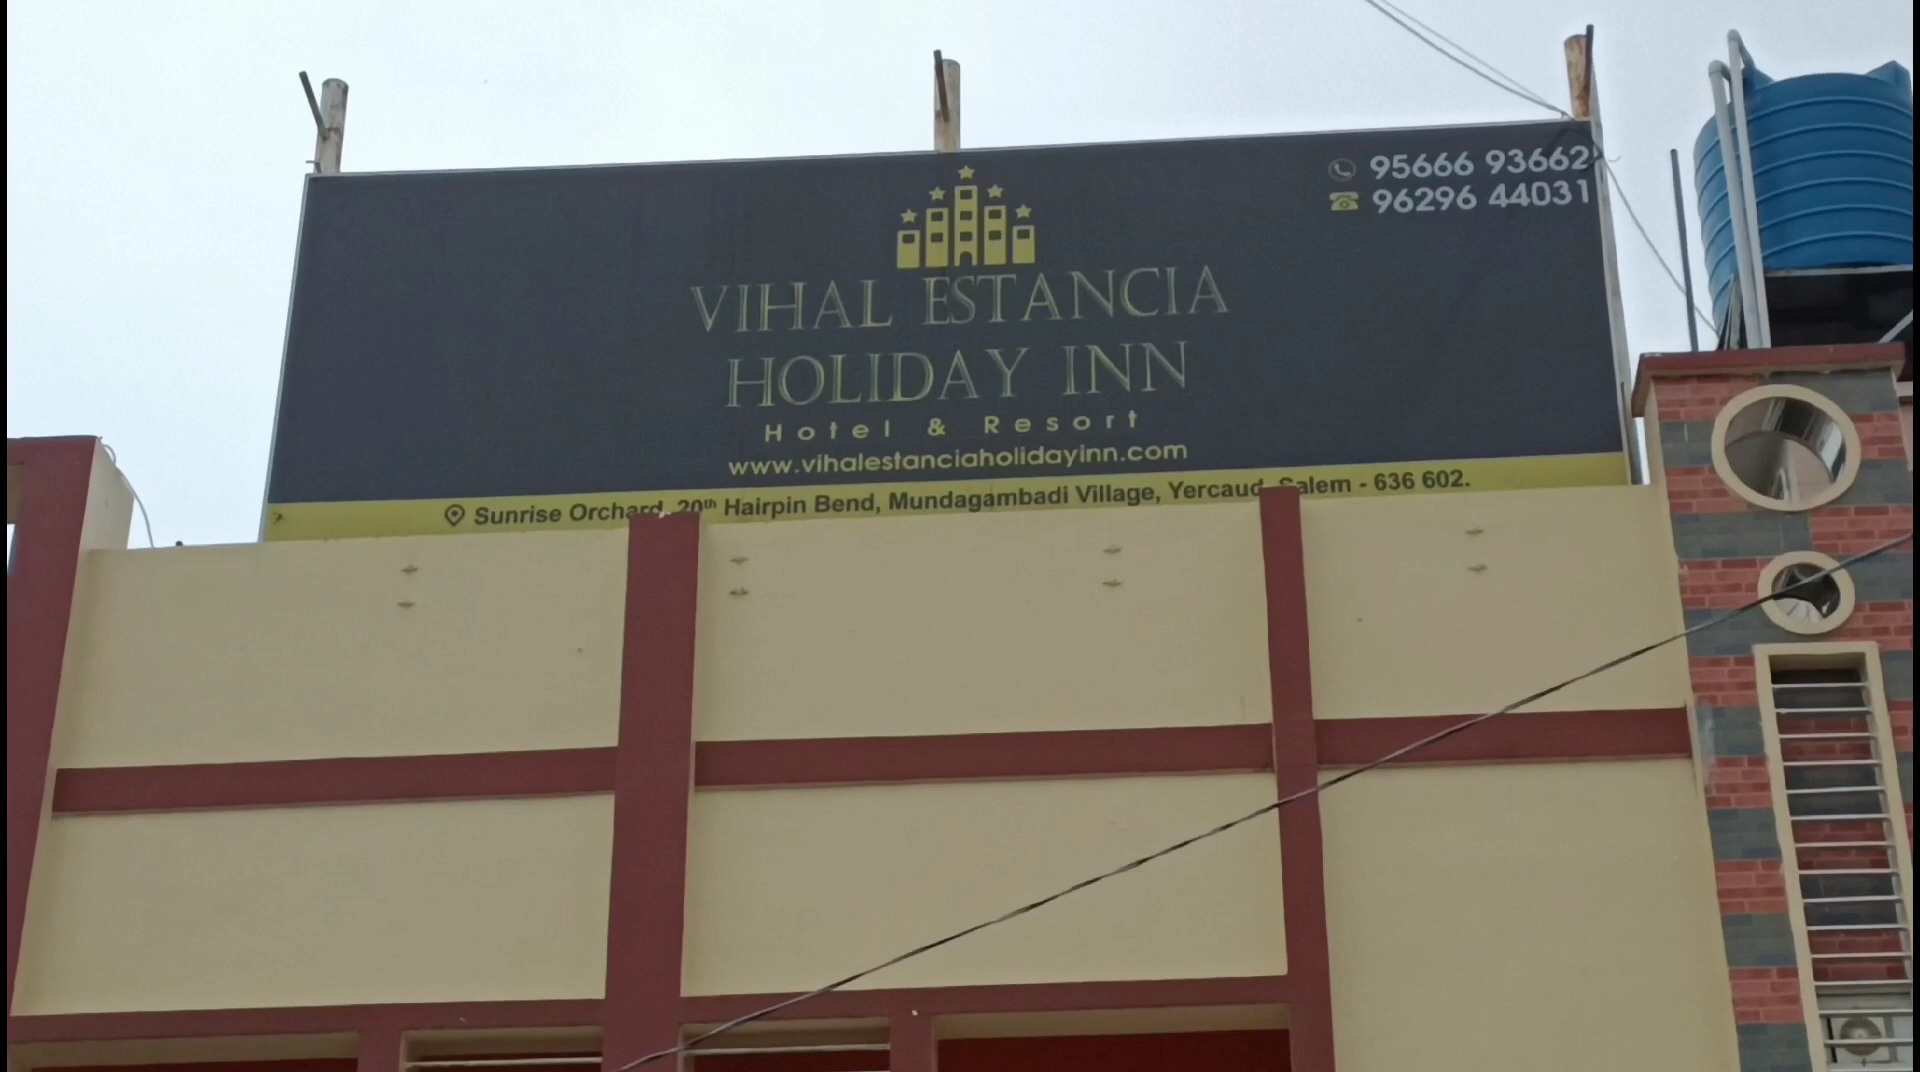 95666 93662
96296 44031
VIHAL ESTANCIA
HOLIDAY INN
Hotel & Resort
www.vihalestanciaholidayinn.com
Sunrise Orchard, 20th Hairpin Bend, Mundagambadi Village, Yercaud, Salem - 636 602.